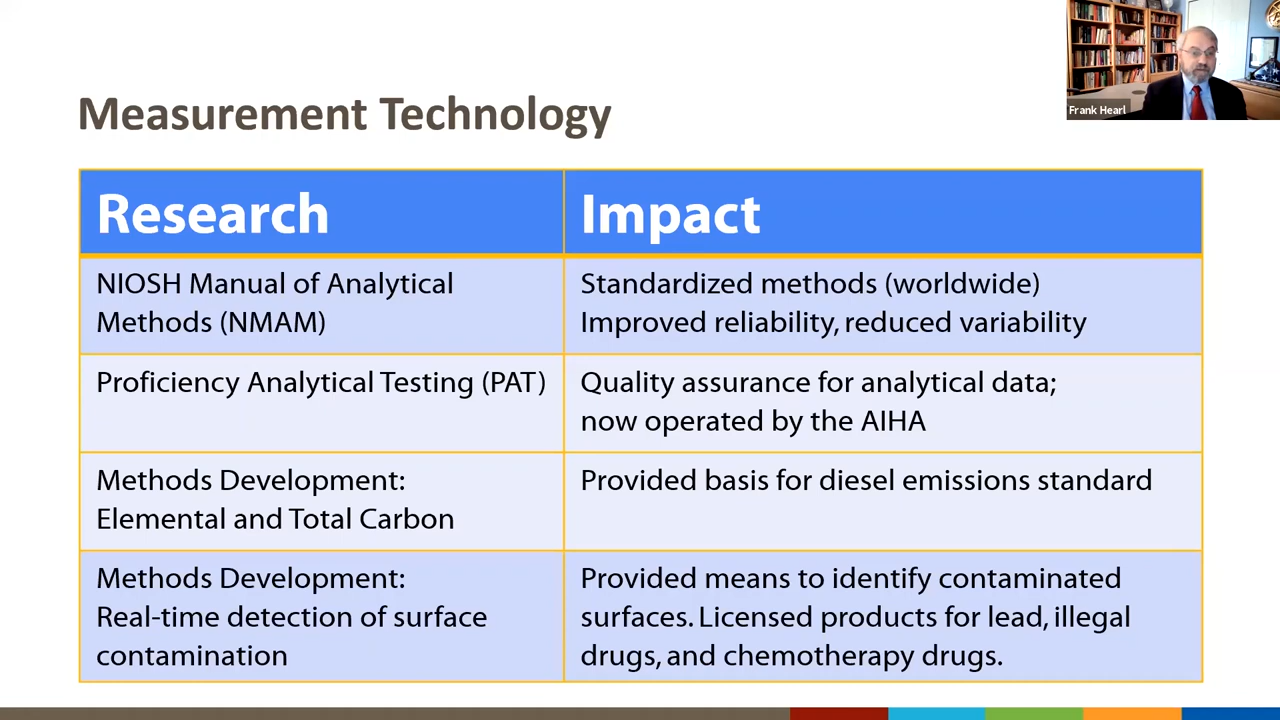 Frank Hearl
Measurement Technology
Research
Impact
NIOSH Manual of Analytical
Methods (NMAM)
Standardized methods (worldwide)
Improved reliability, reduced variability
Proficiency Analytical Testing (PAT)
Quality assurance for analytical data;
now operated by the AIHA
Methods Development:
Elemental and Total Carbon
Provided basis for diesel emissions standard
Methods Development:
Real-time detection of surface
contamination
Provided means to identify contaminated
surfaces. Licensed products for lead, illegal
drugs, and chemotherapy drugs.